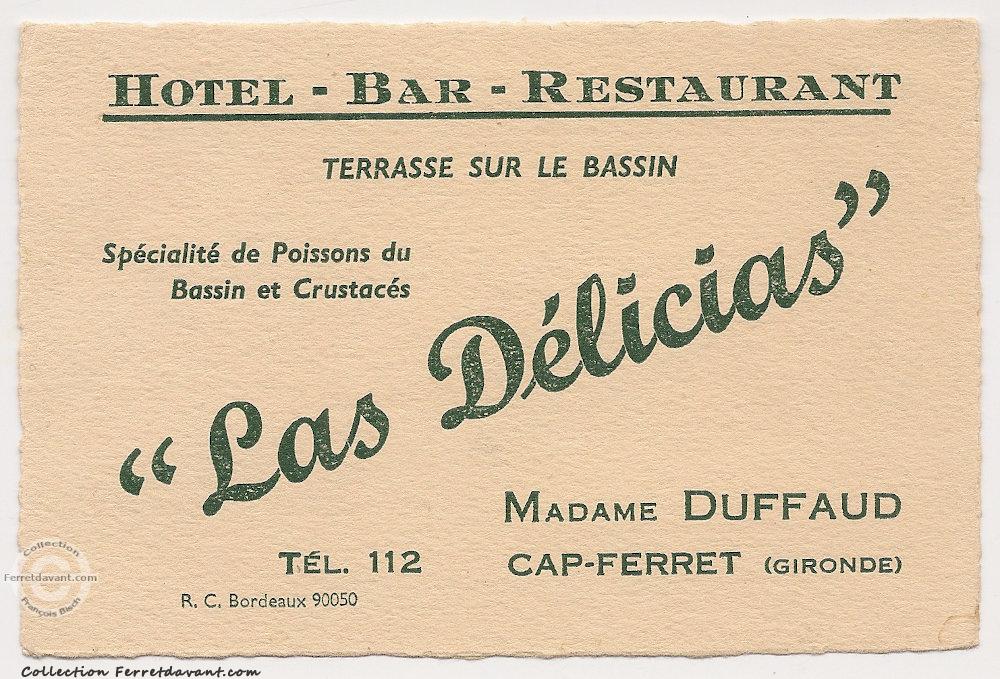 HOTEL - BAR - RESTAURANT
TERRASSE SUR LE BASSIN
Spécialité de Poissons du
Bassin et Crustacés
“Las Délicias”
MADAME DUFFAUD
TÉL. 112
CAP-FERRET (GIRONDE)
R. C. Bordeaux 90050
Collection
Ferretdavant.com
François Bisch
Collection Ferretdavant.com